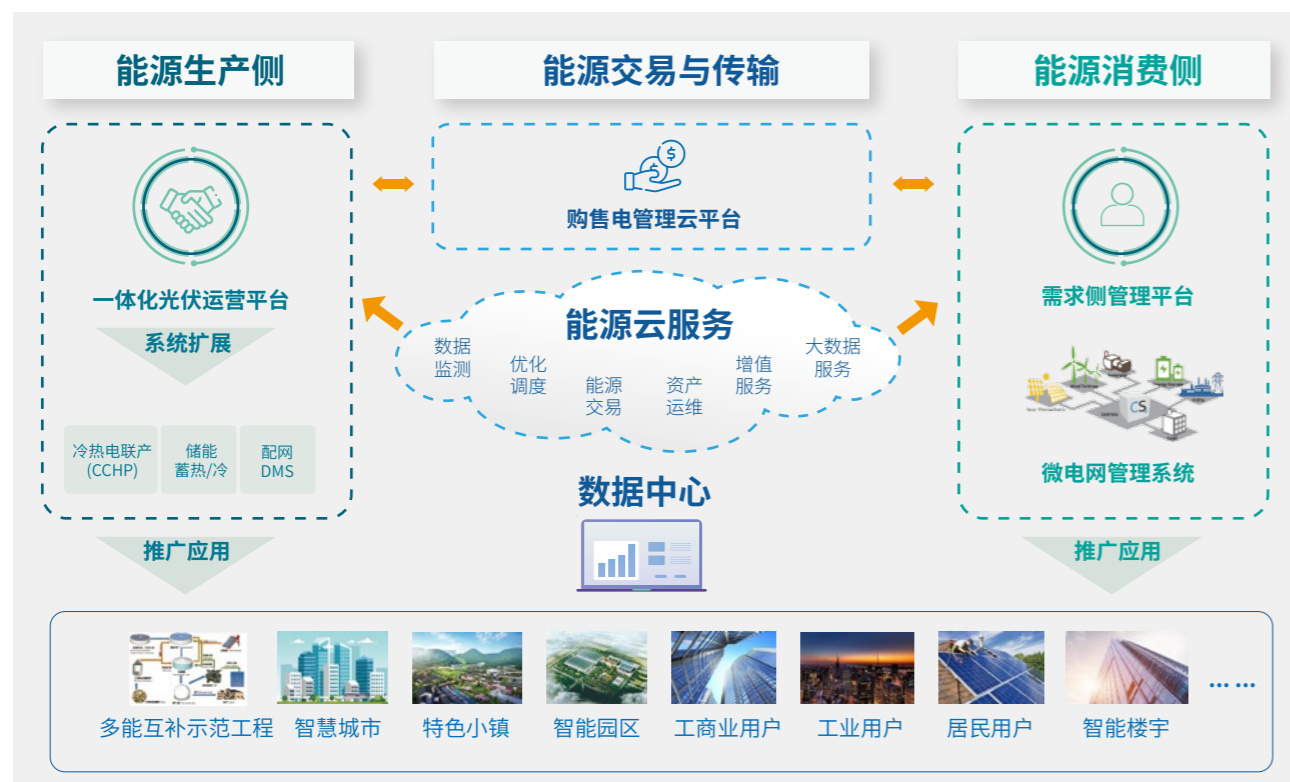 能源生产侧
能源交易与传输
能源消费侧
一体化光伏运营平台
系统扩展
冷热电联产
(CCHP)
储能
蓄热/冷
配网
DMS
推广应用
购售电管理云平台
能源云服务
数据
监测
优化
调度
能源
交易
资产
运维
增值
服务
大数据
服务
数据中心
需求侧管理平台
CS
微电网管理系统
推广应用
多能互补示范工程
智慧城市
特色小镇
智能园区
工商业用户
工业用户
居民用户
智能楼宇
... ...